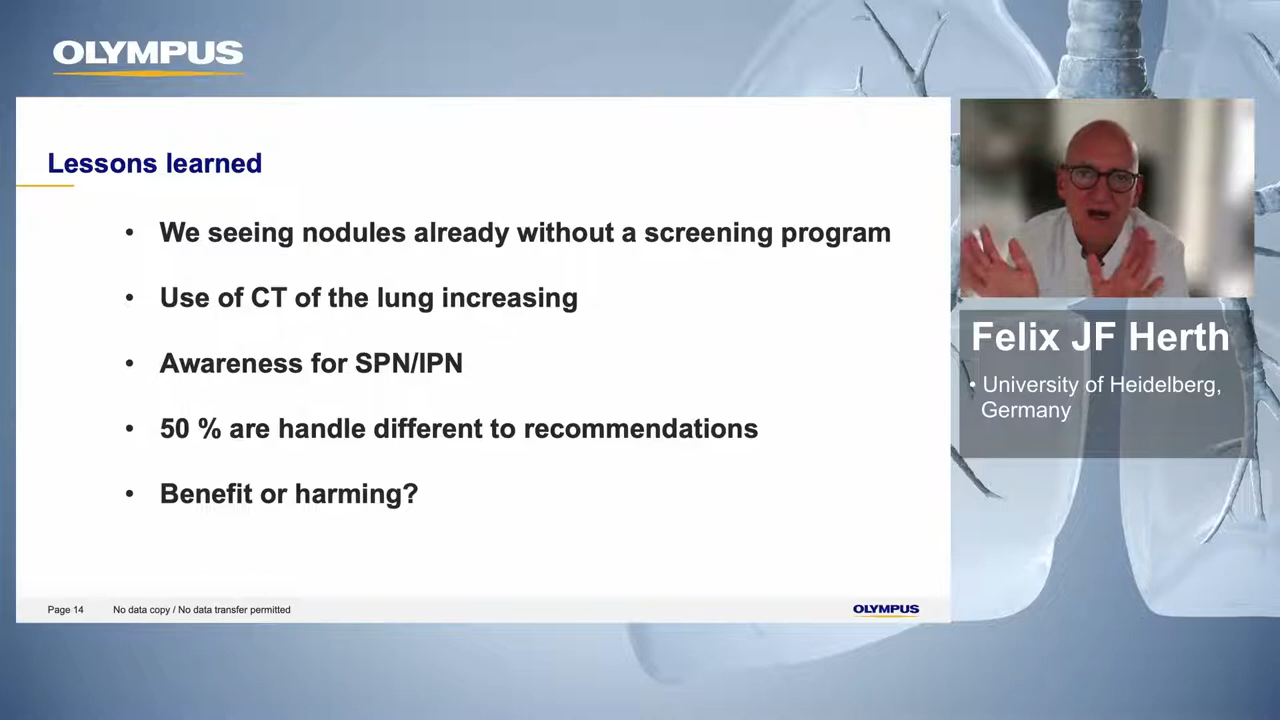 OLYMPUS
Lessons learned
• We seeing nodules already without a screening program
• Use of CT of the lung increasing
• Awareness for SPN/IPN
• 50 % are handle different to recommendations
• Benefit or harming?
Page 14 No data copy / No data transfer permitted
OLYMPUS
Felix JF Herth
• University of Heidelberg,
Germany